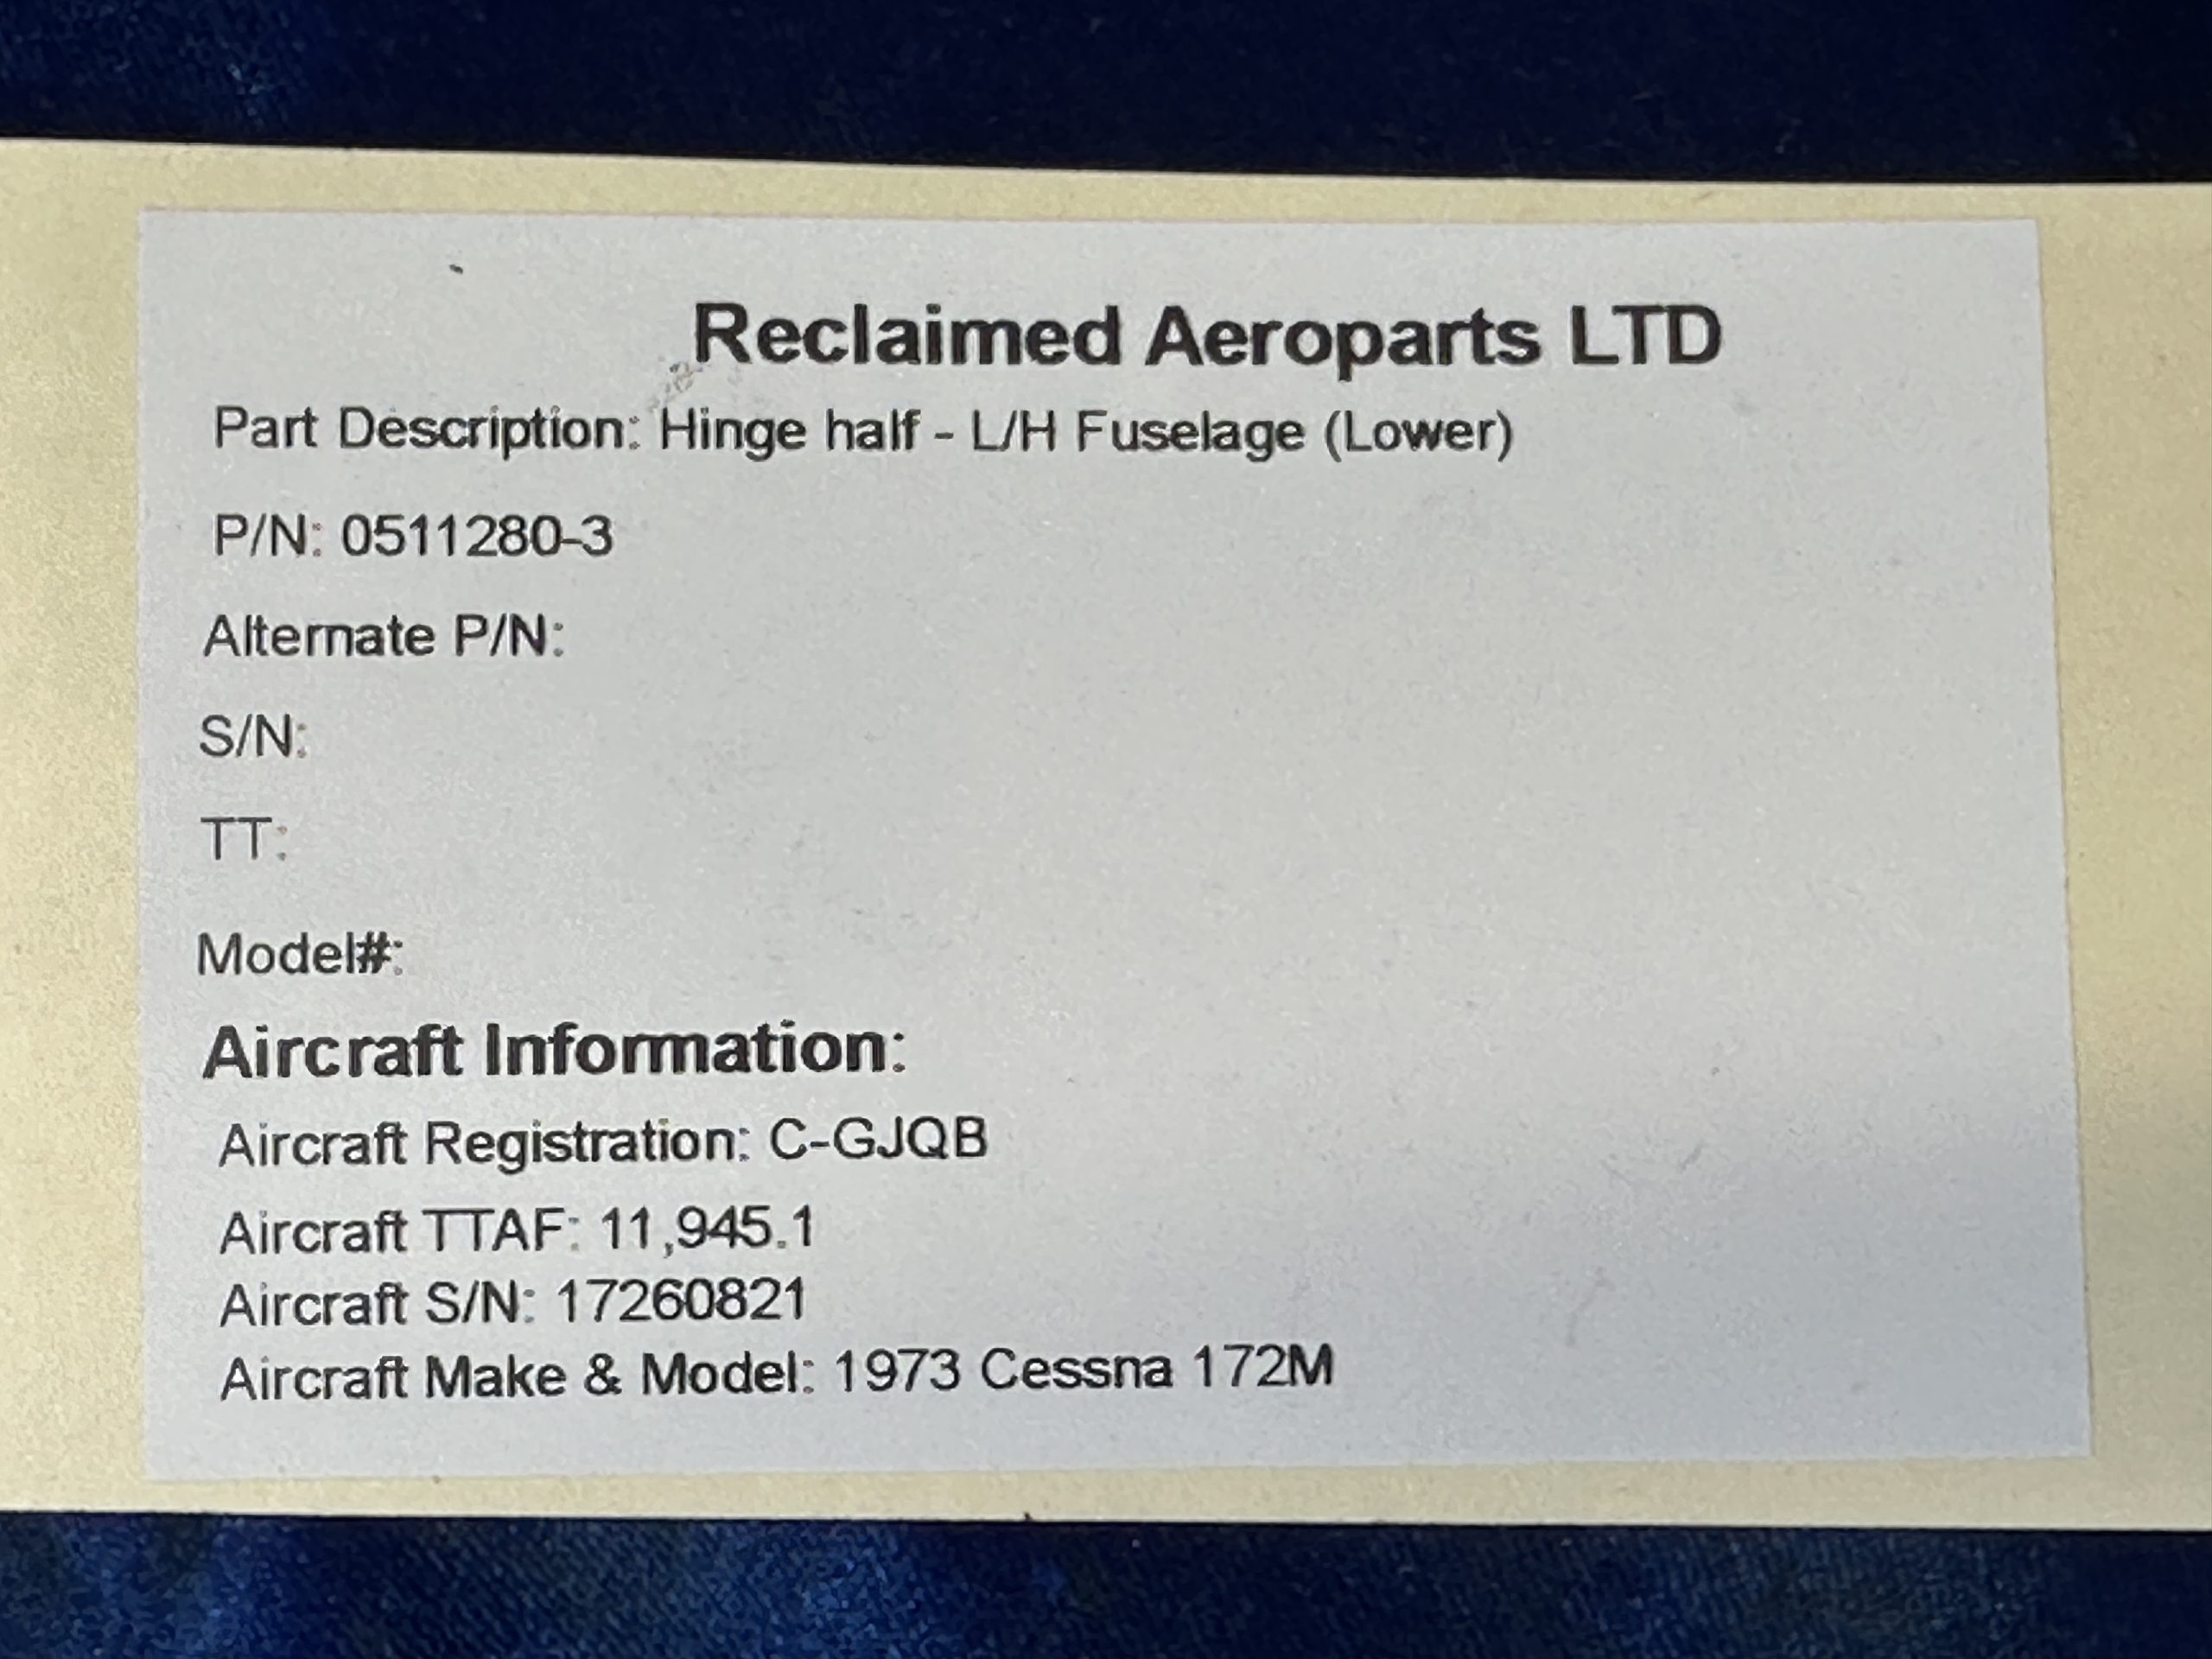 Reclaimed Aeroparts LTD
Part Description: Hinge half - L/H Fuselage (Lower)
P/N: 0511280-3
Alternate P/N:
S/N:
TT:
Model#:
Aircraft Information:
Aircraft Registration: C-GJQB
Aircraft TTAF: 11,945.1
Aircraft S/N: 17260821
Aircraft Make & Model: 1973 Cessna 172M